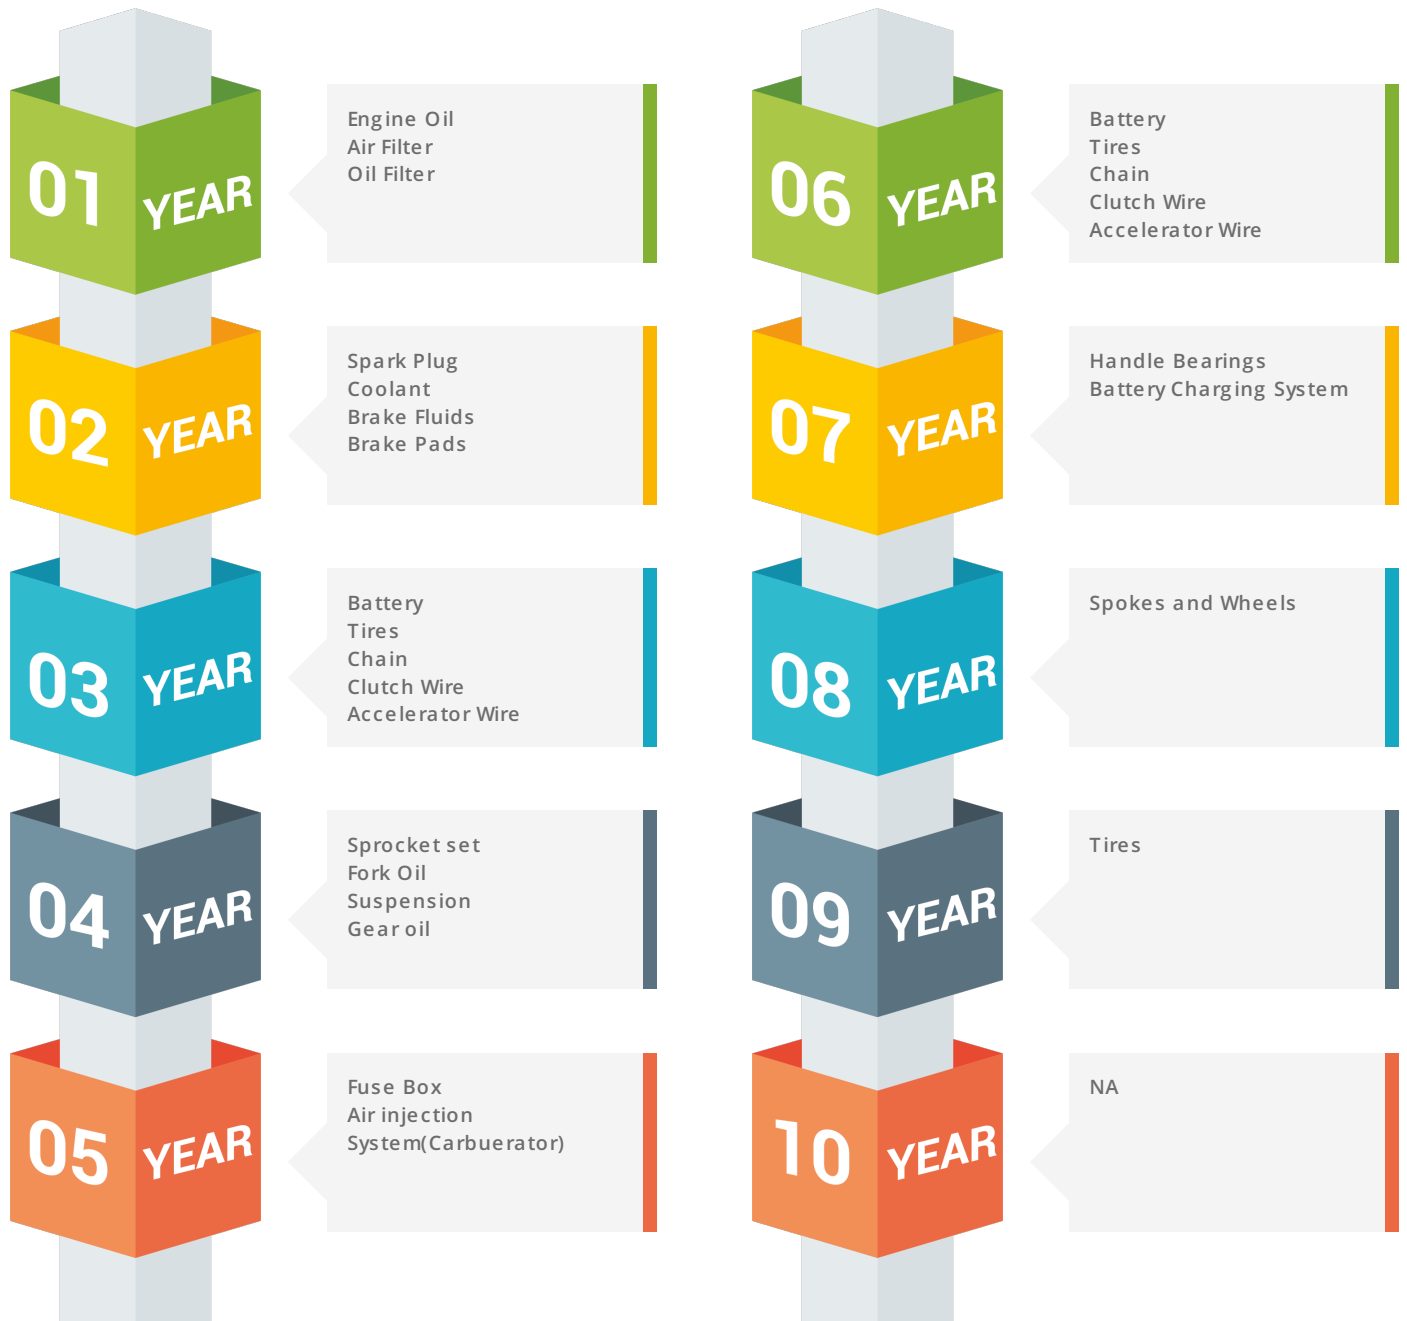 01 YEAR
Engine Oil
Air Filter
Oil Filter
02 YEAR
Spark Plug
Coolant
Brake Fluids
Brake Pads
03 YEAR
Battery
Tires
Chain
Clutch Wire
Accelerator Wire
04 YEAR
Sprocket set
Fork Oil
Suspension
Gear oil
05 YEAR
Fuse Box
Air injection
System(Carbuerator)
06 YEAR
Battery
Tires
Chain
Clutch Wire
Accelerator Wire
07 YEAR
Handle Bearings
Battery Charging System
08 YEAR
Spokes and Wheels
09 YEAR
Tires
10 YEAR
NA